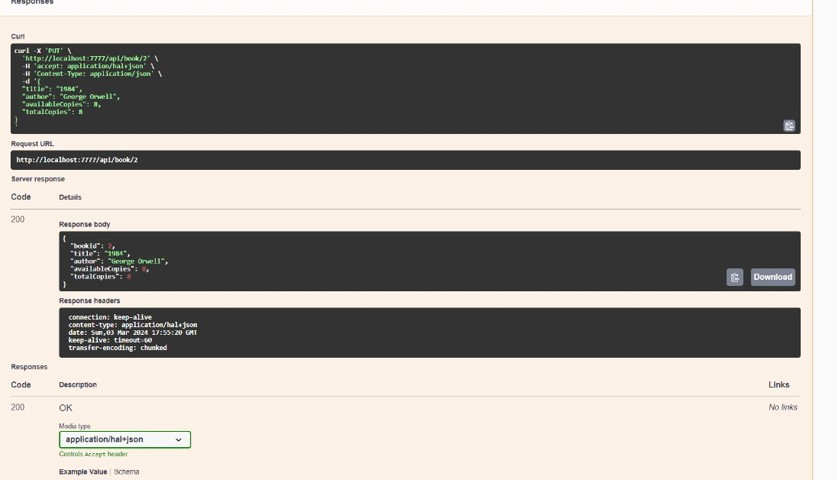 Responses
Curl
curl -X 'PUT' \
'http://localhost:7777/api/book/2' \
-H 'accept: application/hal+json' \
-H 'Content-Type: application/json' \
-d '{
"title": "1984",
"author": "George Orwell",
"availableCopies": 8,
"totalCopies": 8
}
'
Request URL
http://localhost:7777/api/book/2
Server response
Code Details
200
Response body
{
"bookId": 2,
"title": "1984",
"author": "George Orwell",
"availableCopies": 8,
"totalCopies": 8
}
Download
Response headers
connection: keep-alive
content-type: application/hal+json
date: Sun,03 Mar 2024 17:55:20 GMT
keep-alive: timeout=60
transfer-encoding: chunked
Responses
Code Description Links
200 OK No links
Media type
application/hal+json
Controls Accept header
Example Value | Schema